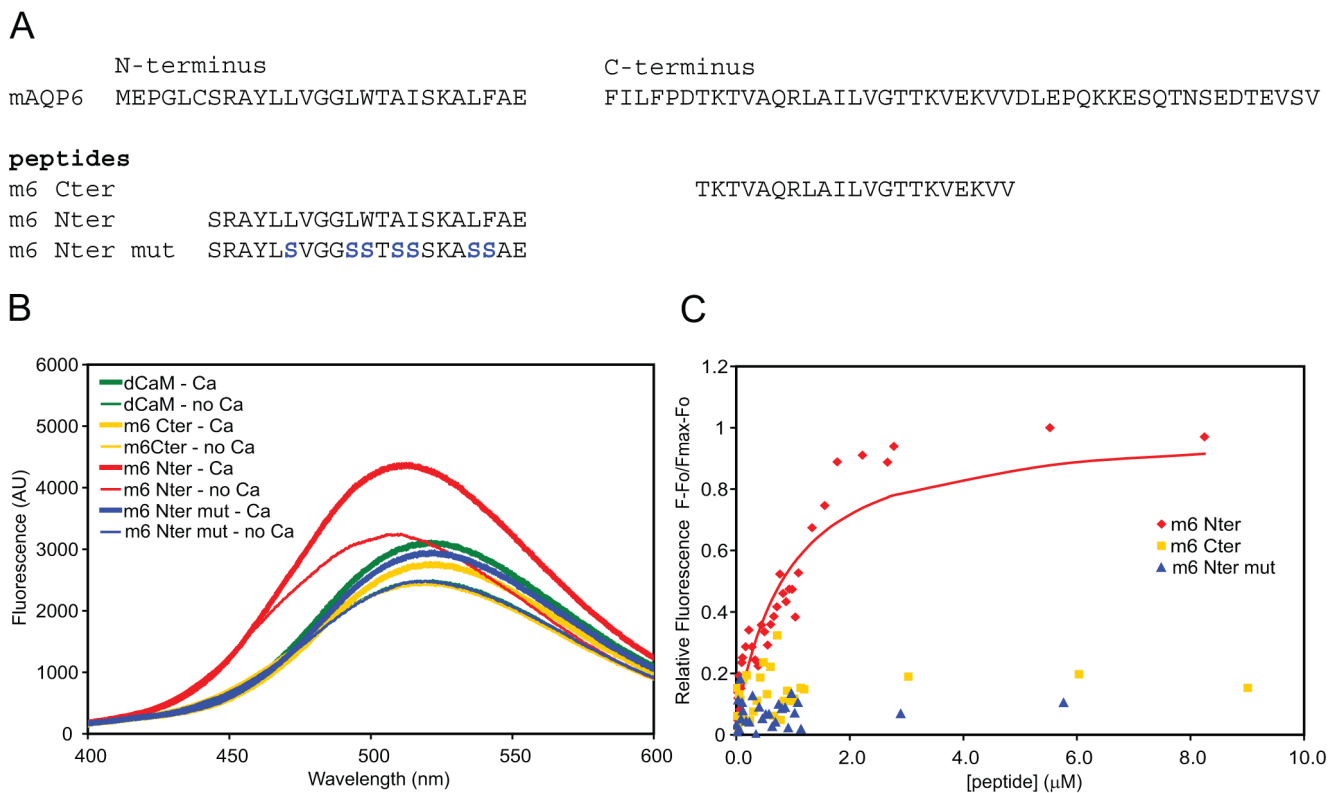 A
N-terminus C-terminus
mAQP6 MEPGLCSRAYLLVGGLWTAISKALFAE FILFPDTKTVAQRLAILVGTTKVEKVVDLEPQKKESQTNSEDTEVSV
peptides
m6 Cter TKTVAQRLAILVGTTKVEKVV
m6 Nter SRAYLLVGGLWTAISKALFAE
m6 Nter mut SRAYLSVGGSSTSSSKASSAE
B
6000
5000
4000
3000
2000
1000
0
Fluorescence (AU)
dCaM - Ca
dCaM - no Ca
m6 Cter - Ca
m6Cter - no Ca
m6 Nter - Ca
m6 Nter - no Ca
m6 Nter mut - Ca
m6 Nter mut - no Ca
400 450 500 550 600
Wavelength (nm)
C
1.2
1
0.8
0.6
0.4
0.2
0
Relative Fluorescence F-Fo/Fmax-Fo
m6 Nter
m6 Cter
m6 Nter mut
0.0 2.0 4.0 6.0 8.0 10.0
[peptide] (μM)